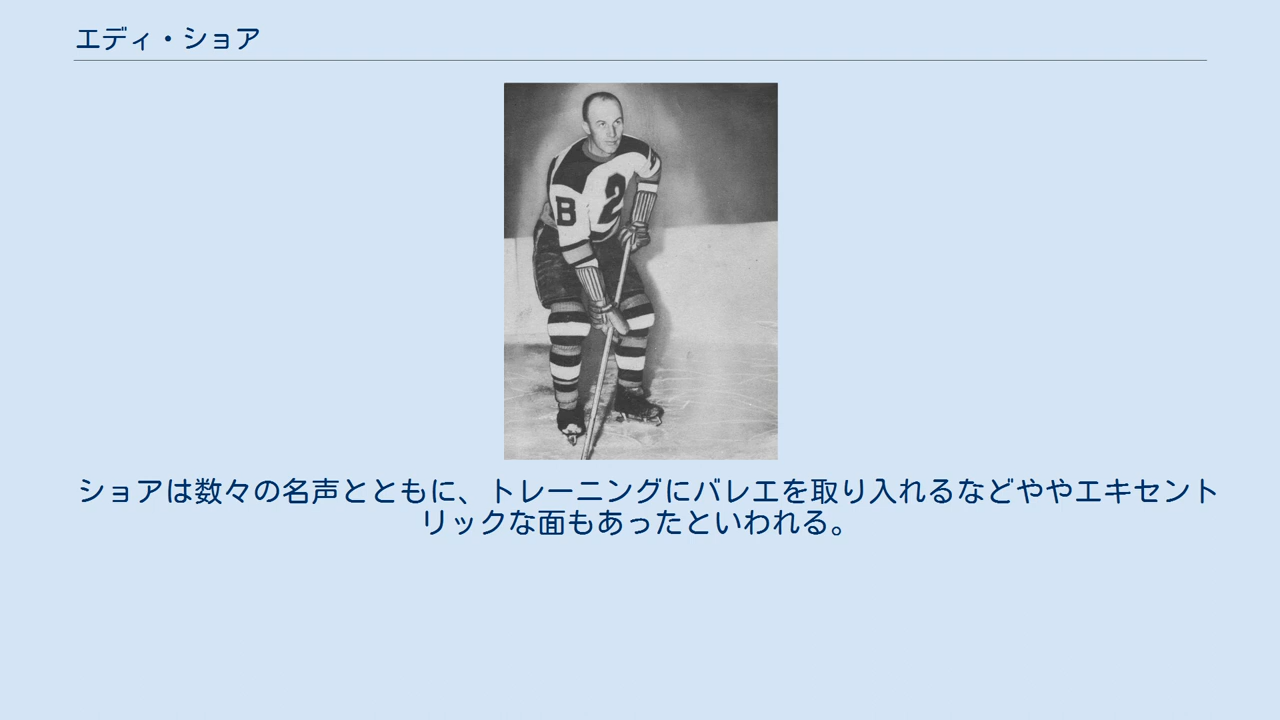 エディ・ショア
B 2
ショアは数々の名声とともに、トレーニングにバレエを取り入れるなどややエキセント
リックな面もあったといわれる。